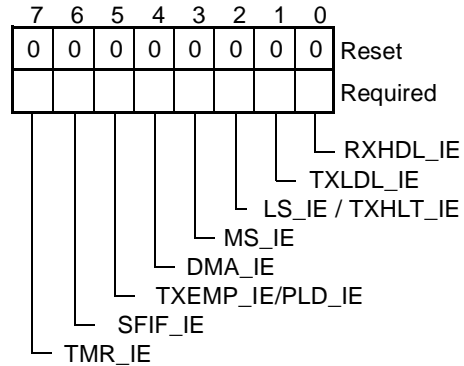 7 6 5 4 3 2 1 0
0 0 0 0 0 0 0 0 Reset
Required
RXHDL_IE
TXLDL_IE
LS_IE / TXHLT_IE
MS_IE
DMA_IE
TXEMP_IE/PLD_IE
SFIF_IE
TMR_IE